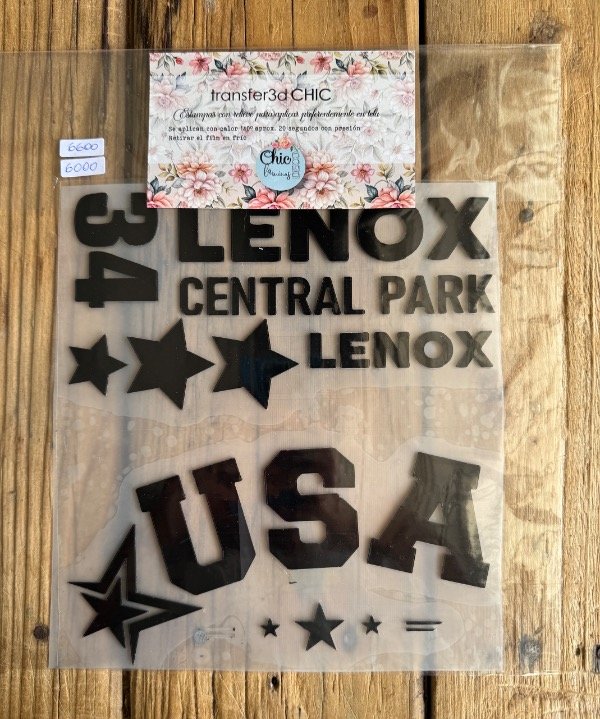 transfer3d CHIC
Estampas con relieve para aplicar preferentemente en tela
Se aplican con calor 140º aprox. 20 segundos con presión
Retirar el film en frío
Chic
DECO
6600
6000
34
LENOX
CENTRAL PARK
LENOX
USA